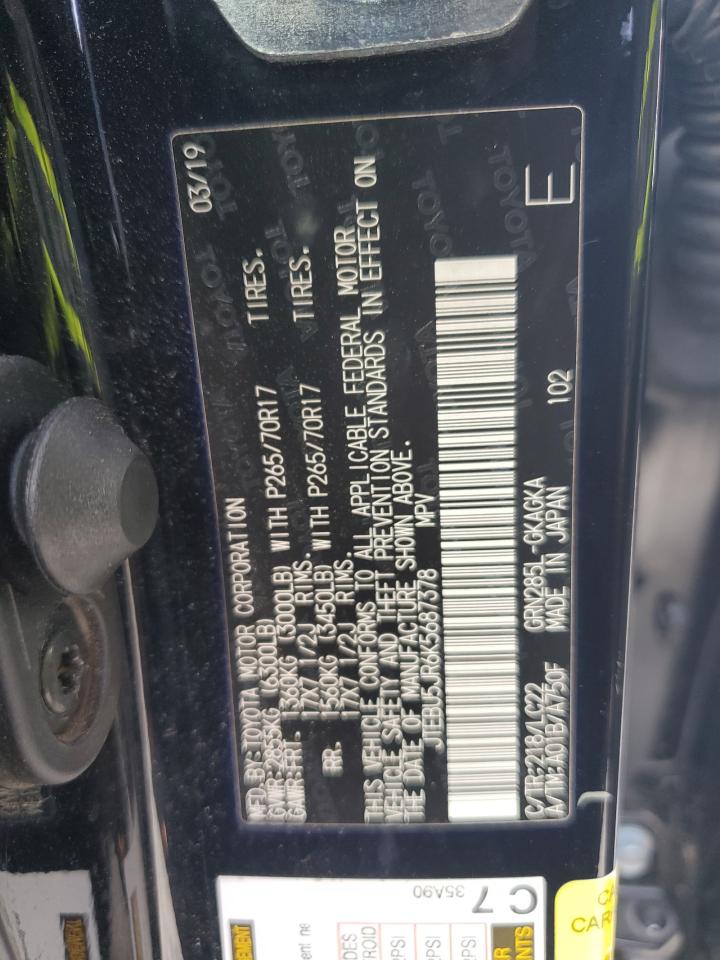 MFD.BY:TOYOTA MOTOR CORPORATION 03/19
GVWR:2855KG (6300LB)
GAWR:FRT- 1360KG (3000LB) WITH P265/70R17 TIRES.
17X7 1/2J RIMS.
RR- 1560KG (3450LB) WITH P265/70R17 TIRES.
17X7 1/2J RIMS.
THIS VEHICLE CONFORMS TO ALL APPLICABLE FEDERAL MOTOR
VEHICLE SAFETY AND THEFT PREVENTION STANDARDS IN EFFECT ON
THE DATE OF MANUFACTURE SHOWN ABOVE.
JTEBU5JR6K5687378 MPV
C/TR:218/LC22 GRN285L-GKAGKA
A/TM:A01B/A750F MADE IN JAPAN 102 E
C 7
35A90